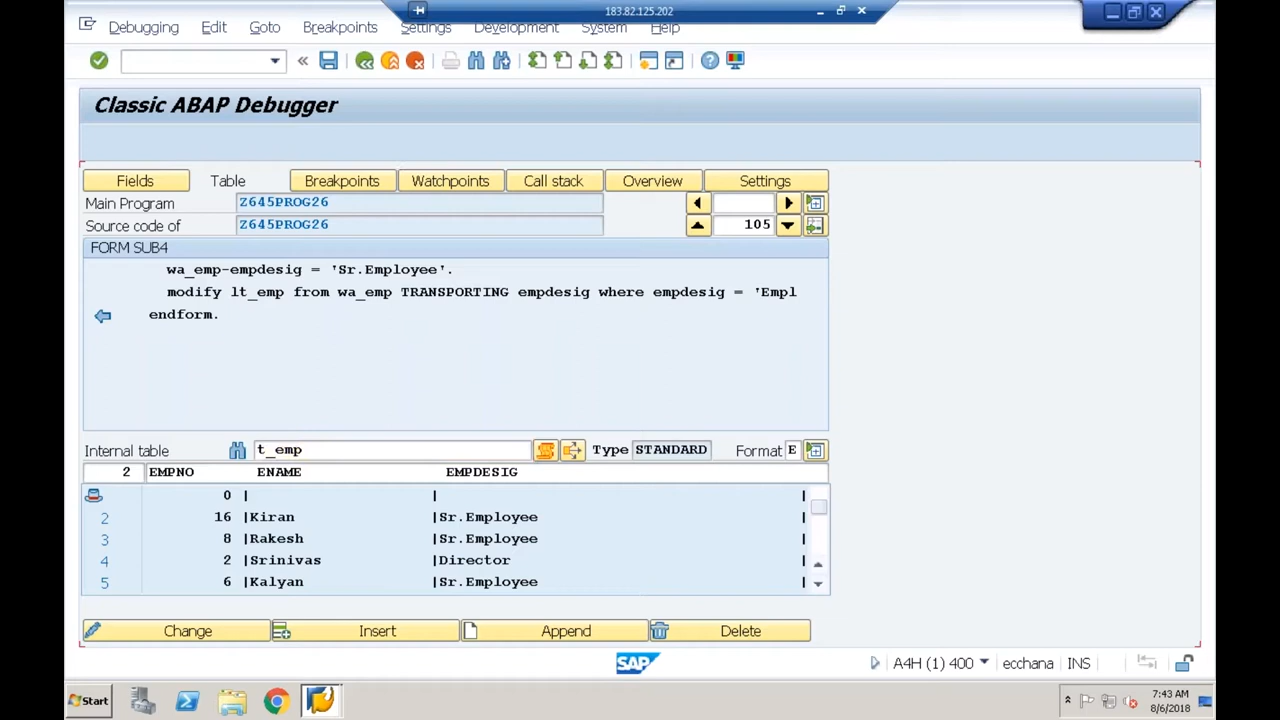 183.82.125.202
Debugging Edit Goto Breakpoints Settings Development System Help
Classic ABAP Debugger
Fields Table Breakpoints Watchpoints Call stack Overview Settings
Main Program Z645PROG26
Source code of Z645PROG26 105
FORM SUB4
wa_emp-empdesig = 'Sr.Employee'.
modify lt_emp from wa_emp TRANSPORTING empdesig where empdesig = 'Empl
endform.
Internal table t_emp Type STANDARD Format E
2 EMPNO ENAME EMPDESIG
0 | | |
2 16 |Kiran |Sr.Employee |
3 8 |Rakesh |Sr.Employee |
4 2 |Srinivas |Director |
5 6 |Kalyan |Sr.Employee |
Change Insert Append Delete
SAP A4H (1) 400 ecchana INS
Start 7:43 AM
8/6/2018